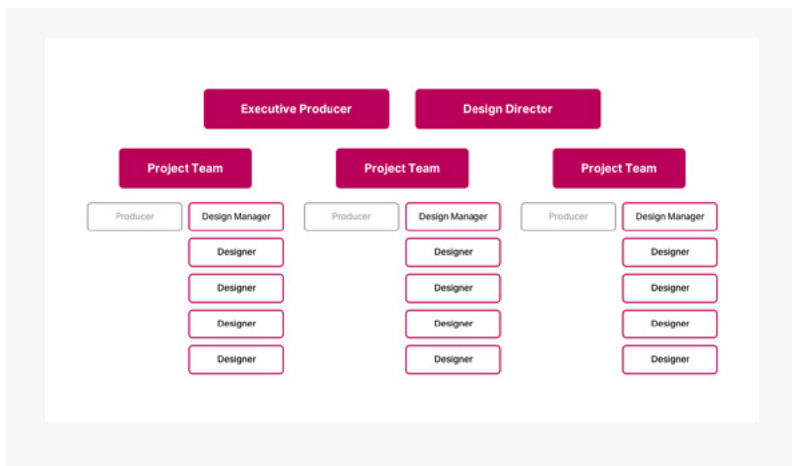 Executive Producer
Design Director
Project Team
Project Team
Project Team
Producer
Design Manager
Producer
Design Manager
Producer
Design Manager
Designer
Designer
Designer
Designer
Designer
Designer
Designer
Designer
Designer
Designer
Designer
Designer